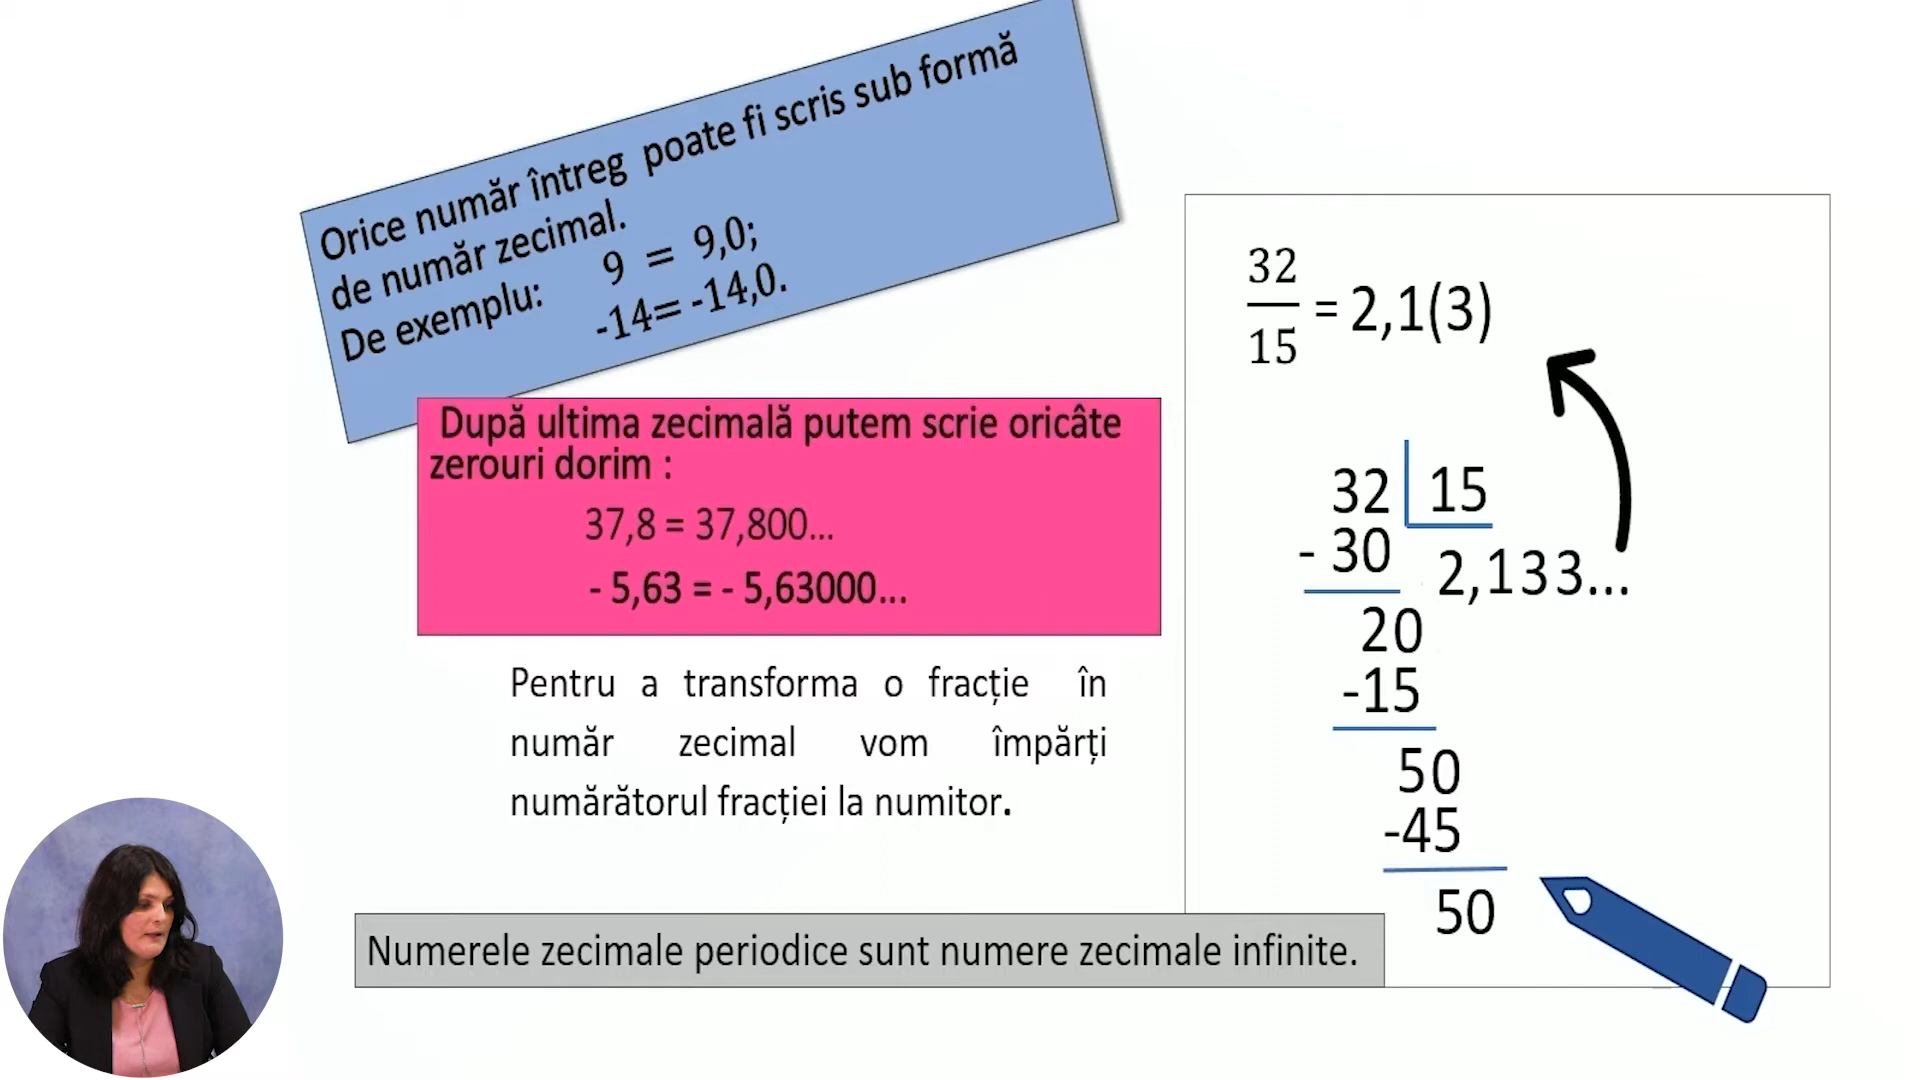 Orice număr întreg poate fi scris sub formă
de număr zecimal.
De exemplu: 9 = 9,0;
-14= -14,0.
După ultima zecimală putem scrie oricâte
zerouri dorim :
37,8 = 37,800...
- 5,63 = - 5,63000...
Pentru a transforma o fracție în
număr zecimal vom împărți
numărătorul fracției la numitor.
Numerele zecimale periodice sunt numere zecimale infinite.
32
15
= 2,1(3)
32 15
- 30 2,133...
20
-15
50
-45
50